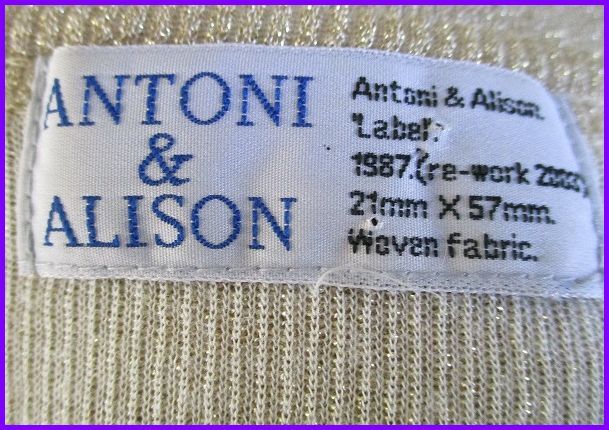 ANTONI
&
ALISON
Antoni & Alison.
'Label'.
1987.(re-work 2003)
21mm X 57mm.
Woven fabric.